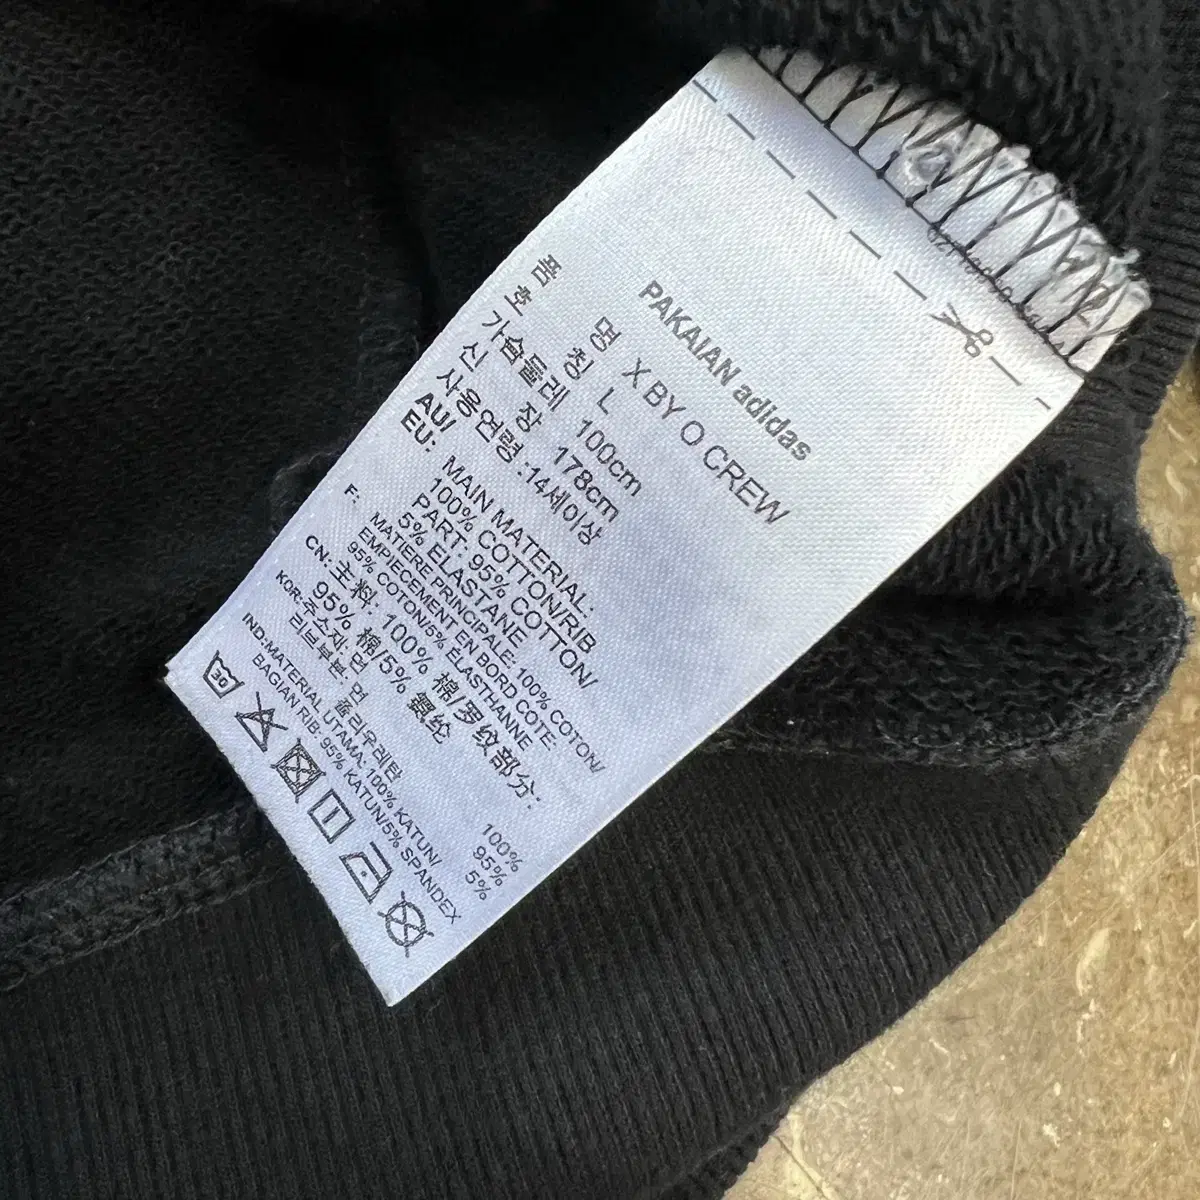 PAKAIAN adidas
품 명 X BY O CREW
호 칭 L
가슴둘레 100cm
신 장 178cm
사용연령 :14세이상
AU/
EU: MAIN MATERIAL:
100% COTTON/RIB
PART: 95% COTTON/
5% ELASTANE
F: MATIERE PRINCIPALE: 100% COTON/
EMPIECEMENT EN BORD COTE:
95% COTON/5% ÉLASTHANNE
CN: 主料: 100% 棉/罗纹部分:
95% 棉/5% 氨纶
KOR:주소재: 면 100%
리브부분: 면 95%
폴리우레탄 5%
IND:MATERIAL UTAMA: 100% KATUN/
BAGIAN RIB: 95% KATUN/5% SPANDEX
30